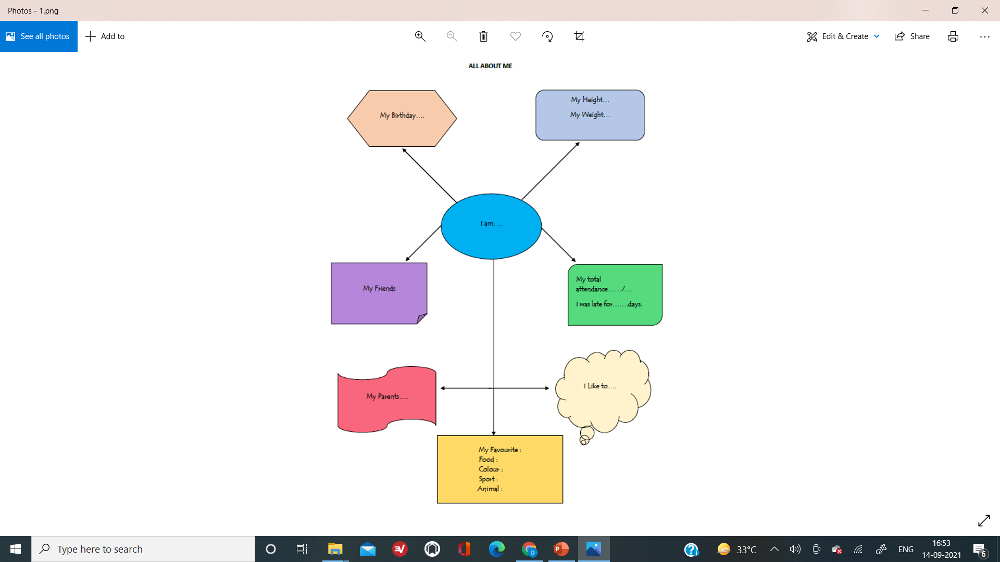 Photos - 1.png
See all photos
Add to
Edit & Create
Share
ALL ABOUT ME
My Birthday....
My Height...
My Weight...
I am....
My Friends
My total
attendance....../...
I was late for.......days.
My Parents....
I Like to....
My Favourite :
Food :
Colour :
Sport :
Animal :
Type here to search
33°C
ENG
16:53
14-09-2021
6